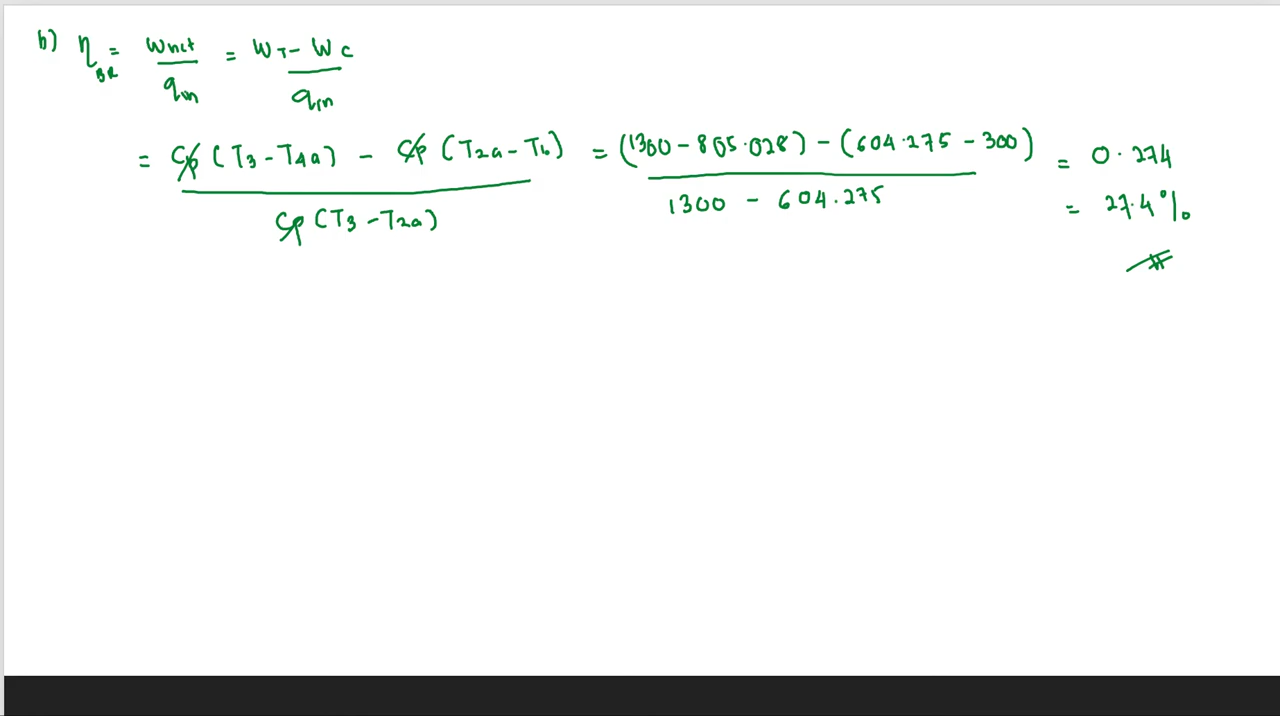 b) η_BR = w_net / q_in = (w_T - w_C) / q_in
= (Cp (T3 - T4a) - Cp (T2a - T1)) / (Cp (T3 - T2a)) = ((1300 - 805.028) - (604.275 - 300)) / (1300 - 604.275) = 0.274
= 27.4%